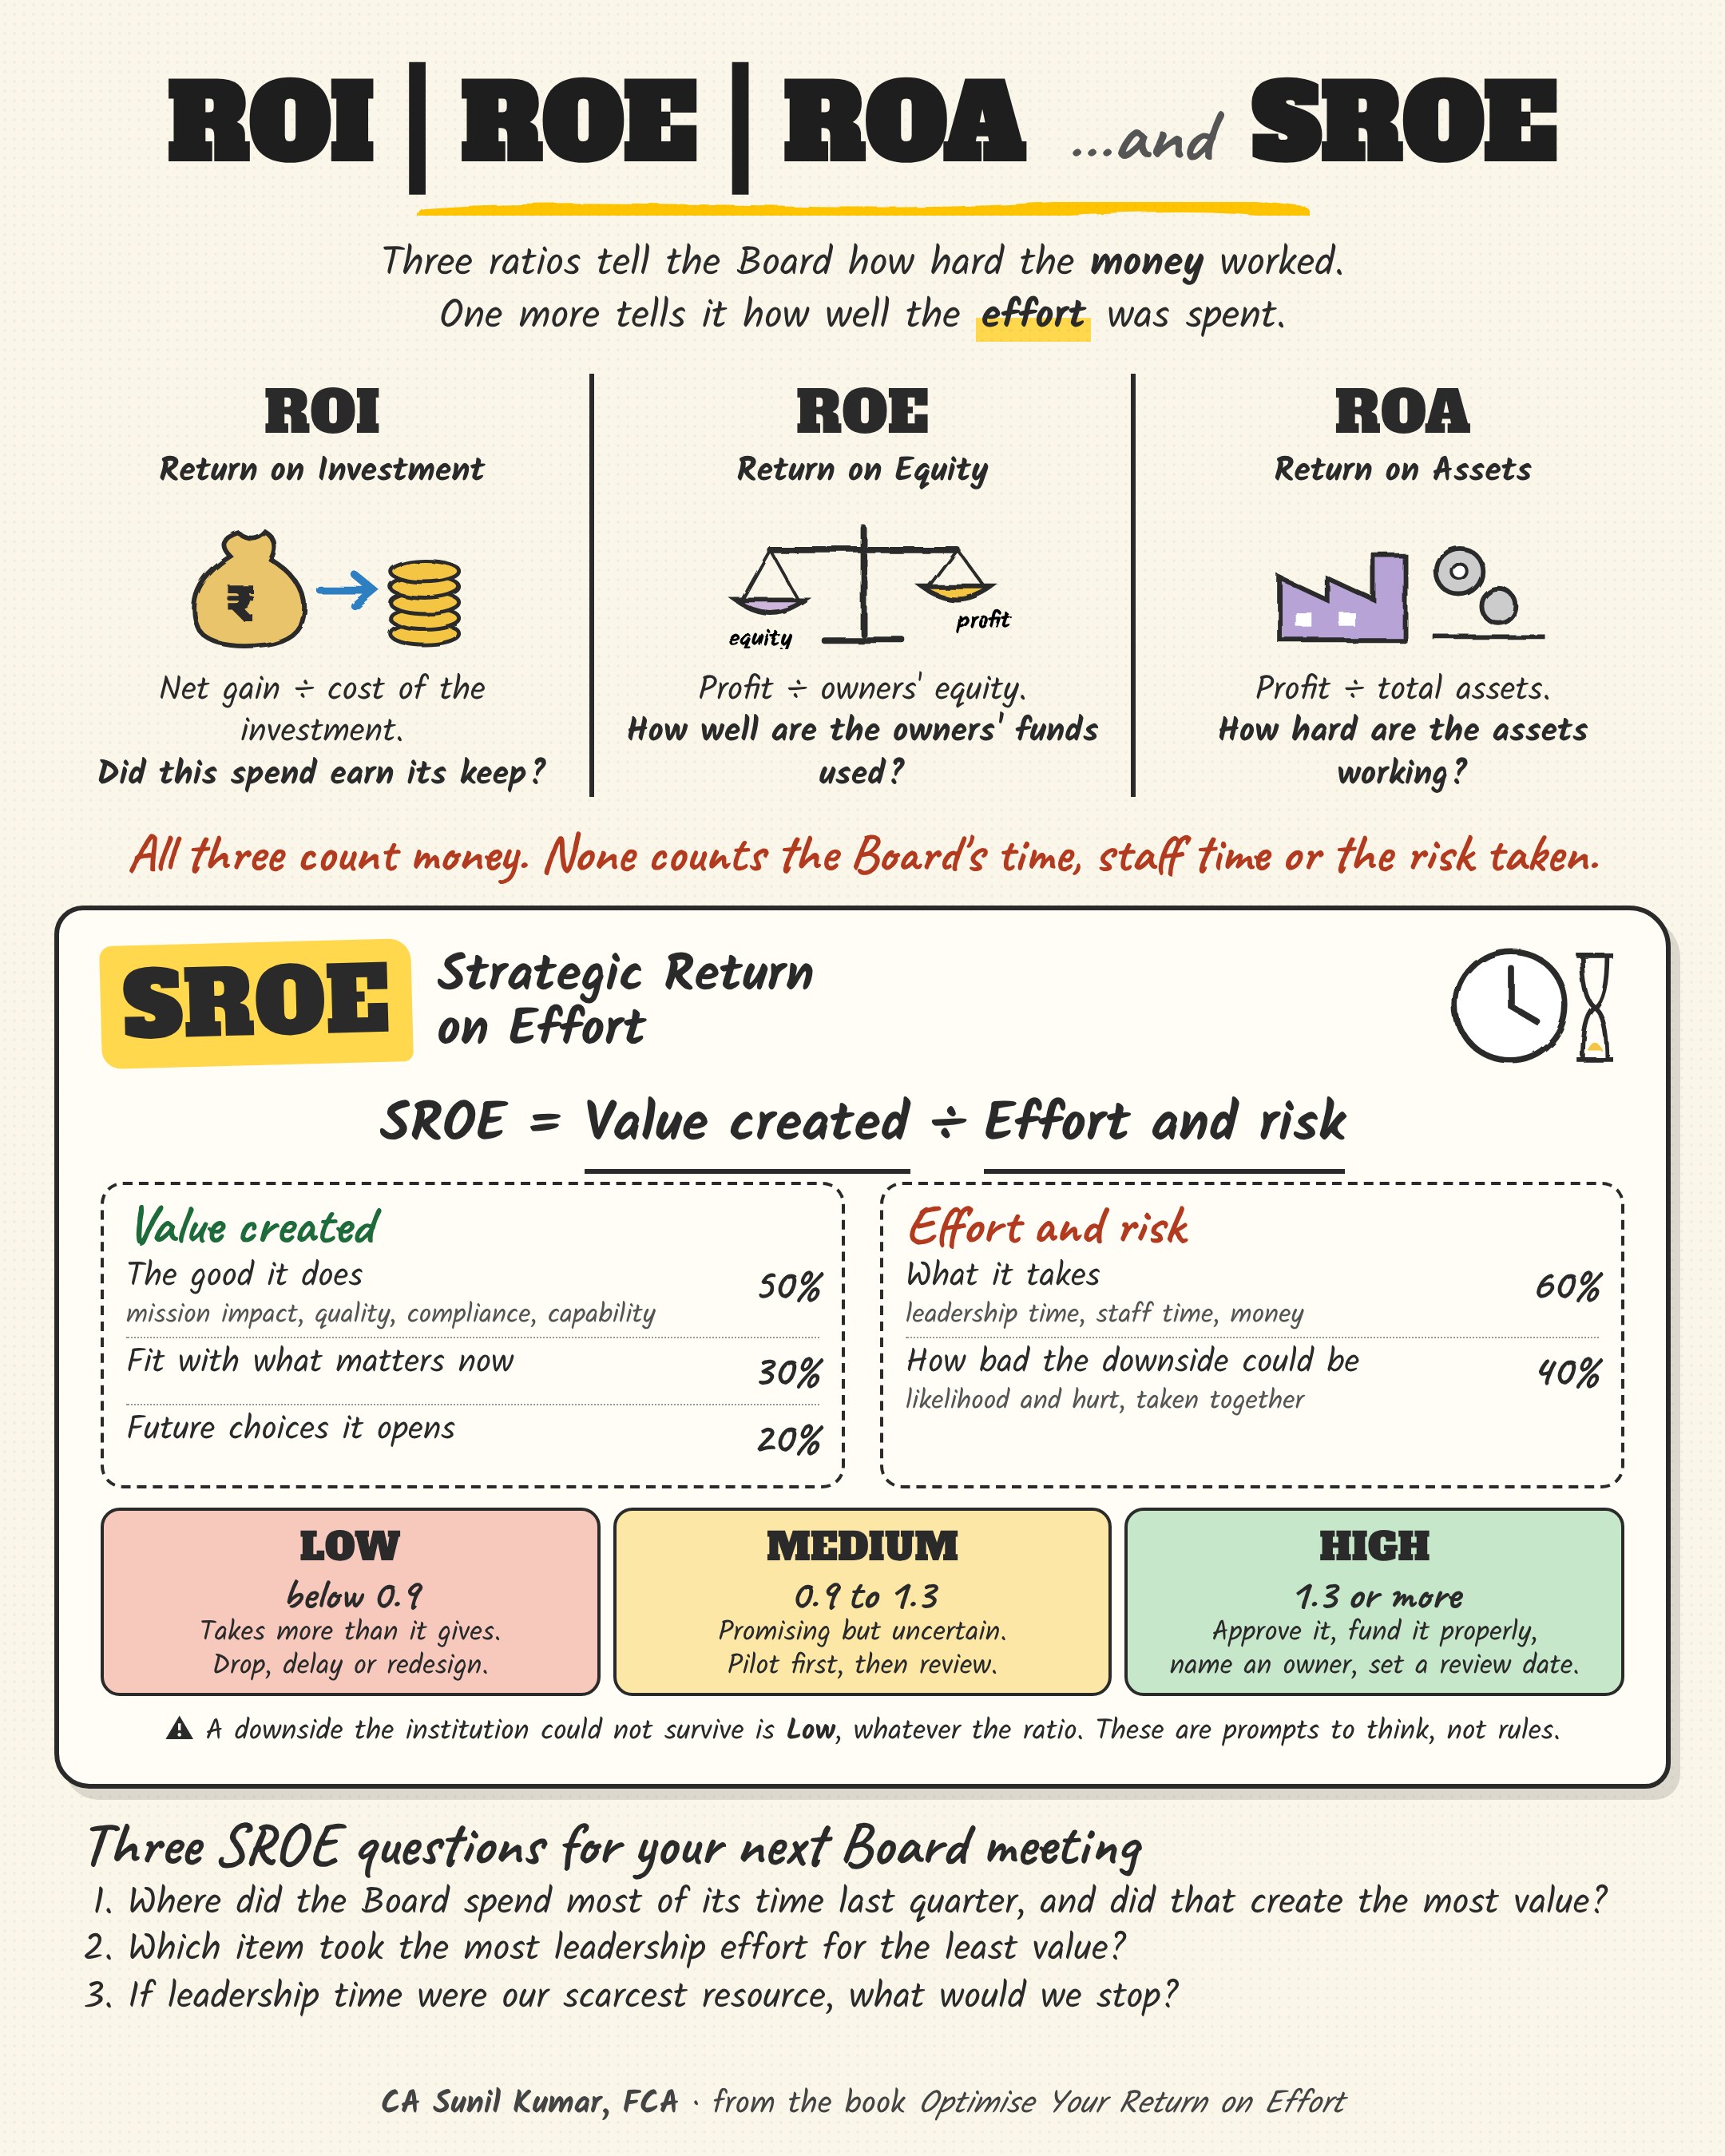 ROI | ROE | ROA ...and SROE
Three ratios tell the Board how hard the money worked.
One more tells it how well the effort was spent.
ROI
Return on Investment
₹
Net gain ÷ cost of the
investment.
Did this spend earn its keep?
ROE
Return on Equity
equity
profit
Profit ÷ owners' equity.
How well are the owners' funds
used?
ROA
Return on Assets
Profit ÷ total assets.
How hard are the assets
working?
All three count money. None counts the Board's time, staff time or the risk taken.
SROE
Strategic Return
on Effort
SROE = Value created ÷ Effort and risk
Value created
The good it does
50%
mission impact, quality, compliance, capability
Fit with what matters now
30%
Future choices it opens
20%
Effort and risk
What it takes
60%
leadership time, staff time, money
How bad the downside could be
40%
likelihood and hurt, taken together
LOW
below 0.9
Takes more than it gives.
Drop, delay or redesign.
MEDIUM
0.9 to 1.3
Promising but uncertain.
Pilot first, then review.
HIGH
1.3 or more
Approve it, fund it properly,
name an owner, set a review date.
⚠ A downside the institution could not survive is Low, whatever the ratio. These are prompts to think, not rules.
Three SROE questions for your next Board meeting
1. Where did the Board spend most of its time last quarter, and did that create the most value?
2. Which item took the most leadership effort for the least value?
3. If leadership time were our scarcest resource, what would we stop?
CA Sunil Kumar, FCA · from the book Optimise Your Return on Effort